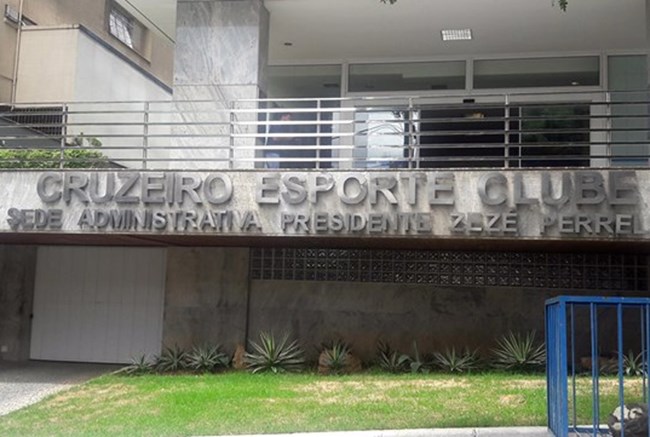 CRUZEIRO ESPORTE CLUBE
SEDE ADMINISTRATIVA PRESIDENTE ZEZÉ PERREL